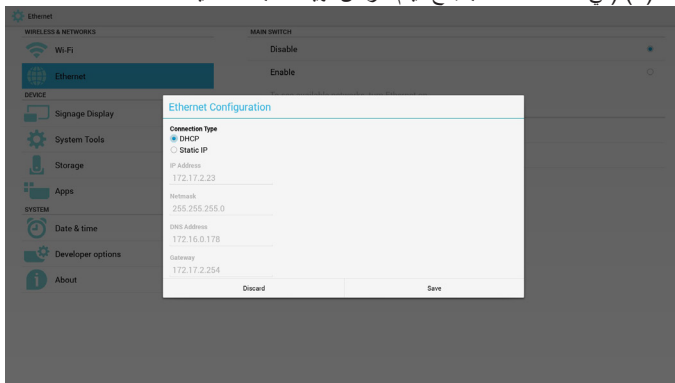 Ethernet
WIRELESS & NETWORKS
Wi-Fi
Ethernet
DEVICE
Signage Display
System Tools
Storage
Apps
SYSTEM
Date & time
Developer options
About
MAIN SWITCH
Disable
Enable
Ethernet Configuration
Connection Type
DHCP
Static IP
IP Address
172.17.2.23
Netmask
255.255.255.0
DNS Address
172.16.0.178
Gateway
172.17.2.254
Discard
Save